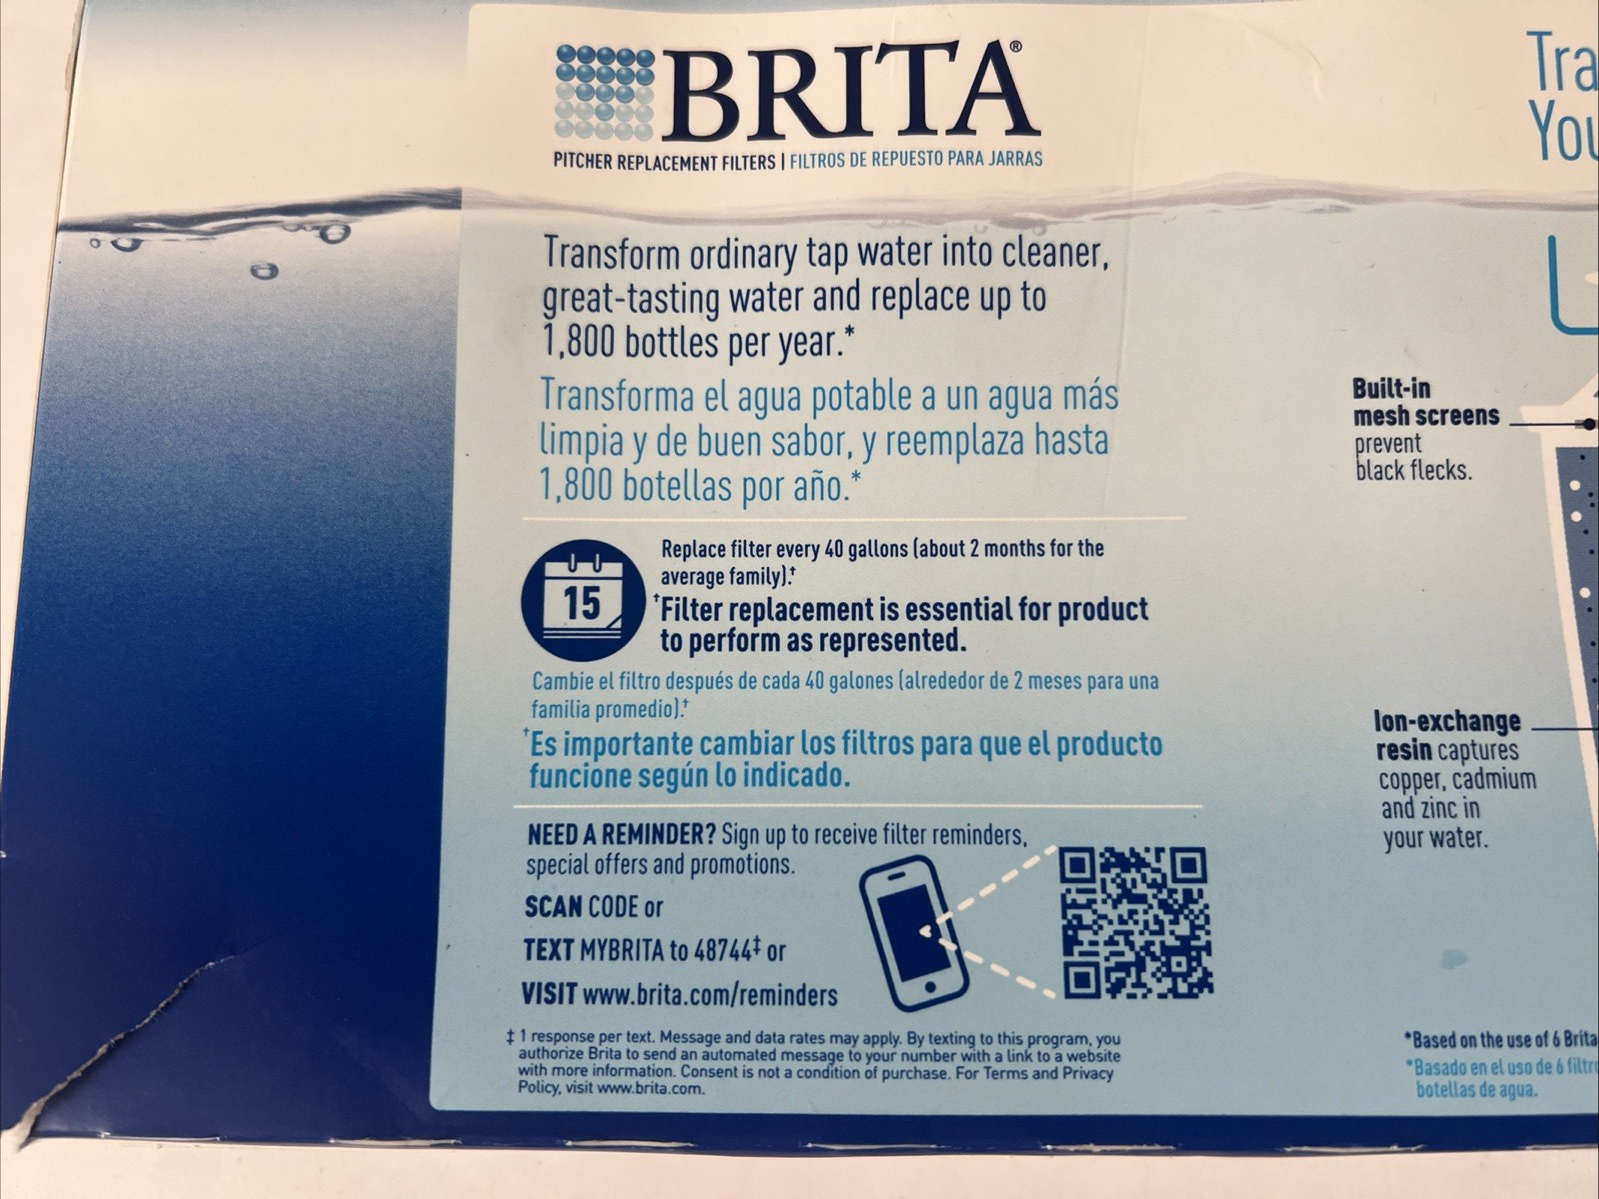 BRITA®
PITCHER REPLACEMENT FILTERS | FILTROS DE REPUESTO PARA JARRAS
Transform ordinary tap water into cleaner,
great-tasting water and replace up to
1,800 bottles per year.*
Transforma el agua potable a un agua más
limpia y de buen sabor, y reemplaza hasta
1,800 botellas por año.*
15
Replace filter every 40 gallons (about 2 months for the
average family).†
†Filter replacement is essential for product
to perform as represented.
Cambie el filtro después de cada 40 galones (alrededor de 2 meses para una
familia promedio).†
†Es importante cambiar los filtros para que el producto
funcione según lo indicado.
NEED A REMINDER? Sign up to receive filter reminders,
special offers and promotions.
SCAN CODE or
TEXT MYBRITA to 48744‡ or
VISIT www.brita.com/reminders
‡ 1 response per text. Message and data rates may apply. By texting to this program, you
authorize Brita to send an automated message to your number with a link to a website
with more information. Consent is not a condition of purchase. For Terms and Privacy
Policy, visit www.brita.com.
Tra
You
Built-in
mesh screens
prevent
black flecks.
Ion-exchange
resin captures
copper, cadmium
and zinc in
your water.
*Based on the use of 6 Brita
*Basado en el uso de 6 filtro
botellas de agua.